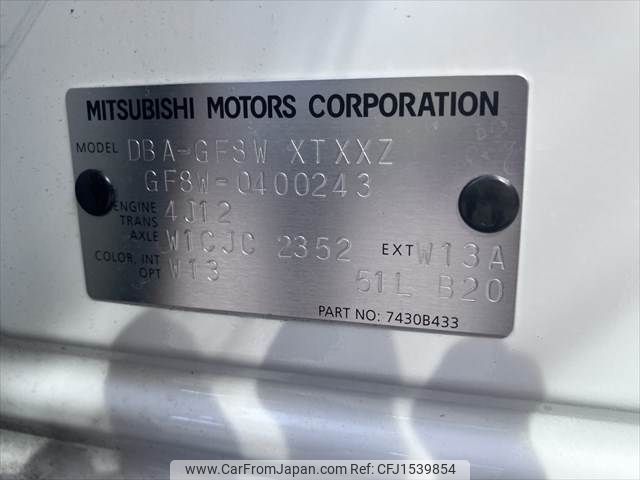 MITSUBISHI MOTORS CORPORATION
MODEL DBA-GF8W XTXXZ
GF8W-0400243
ENGINE 4J12
TRANS
AXLE W1CJC 2352 EXT W13A
COLOR, INT W13
OPT 51L B20
PART NO: 7430B433
www.CarFromJapan.com
Ref No: CFJ1539854